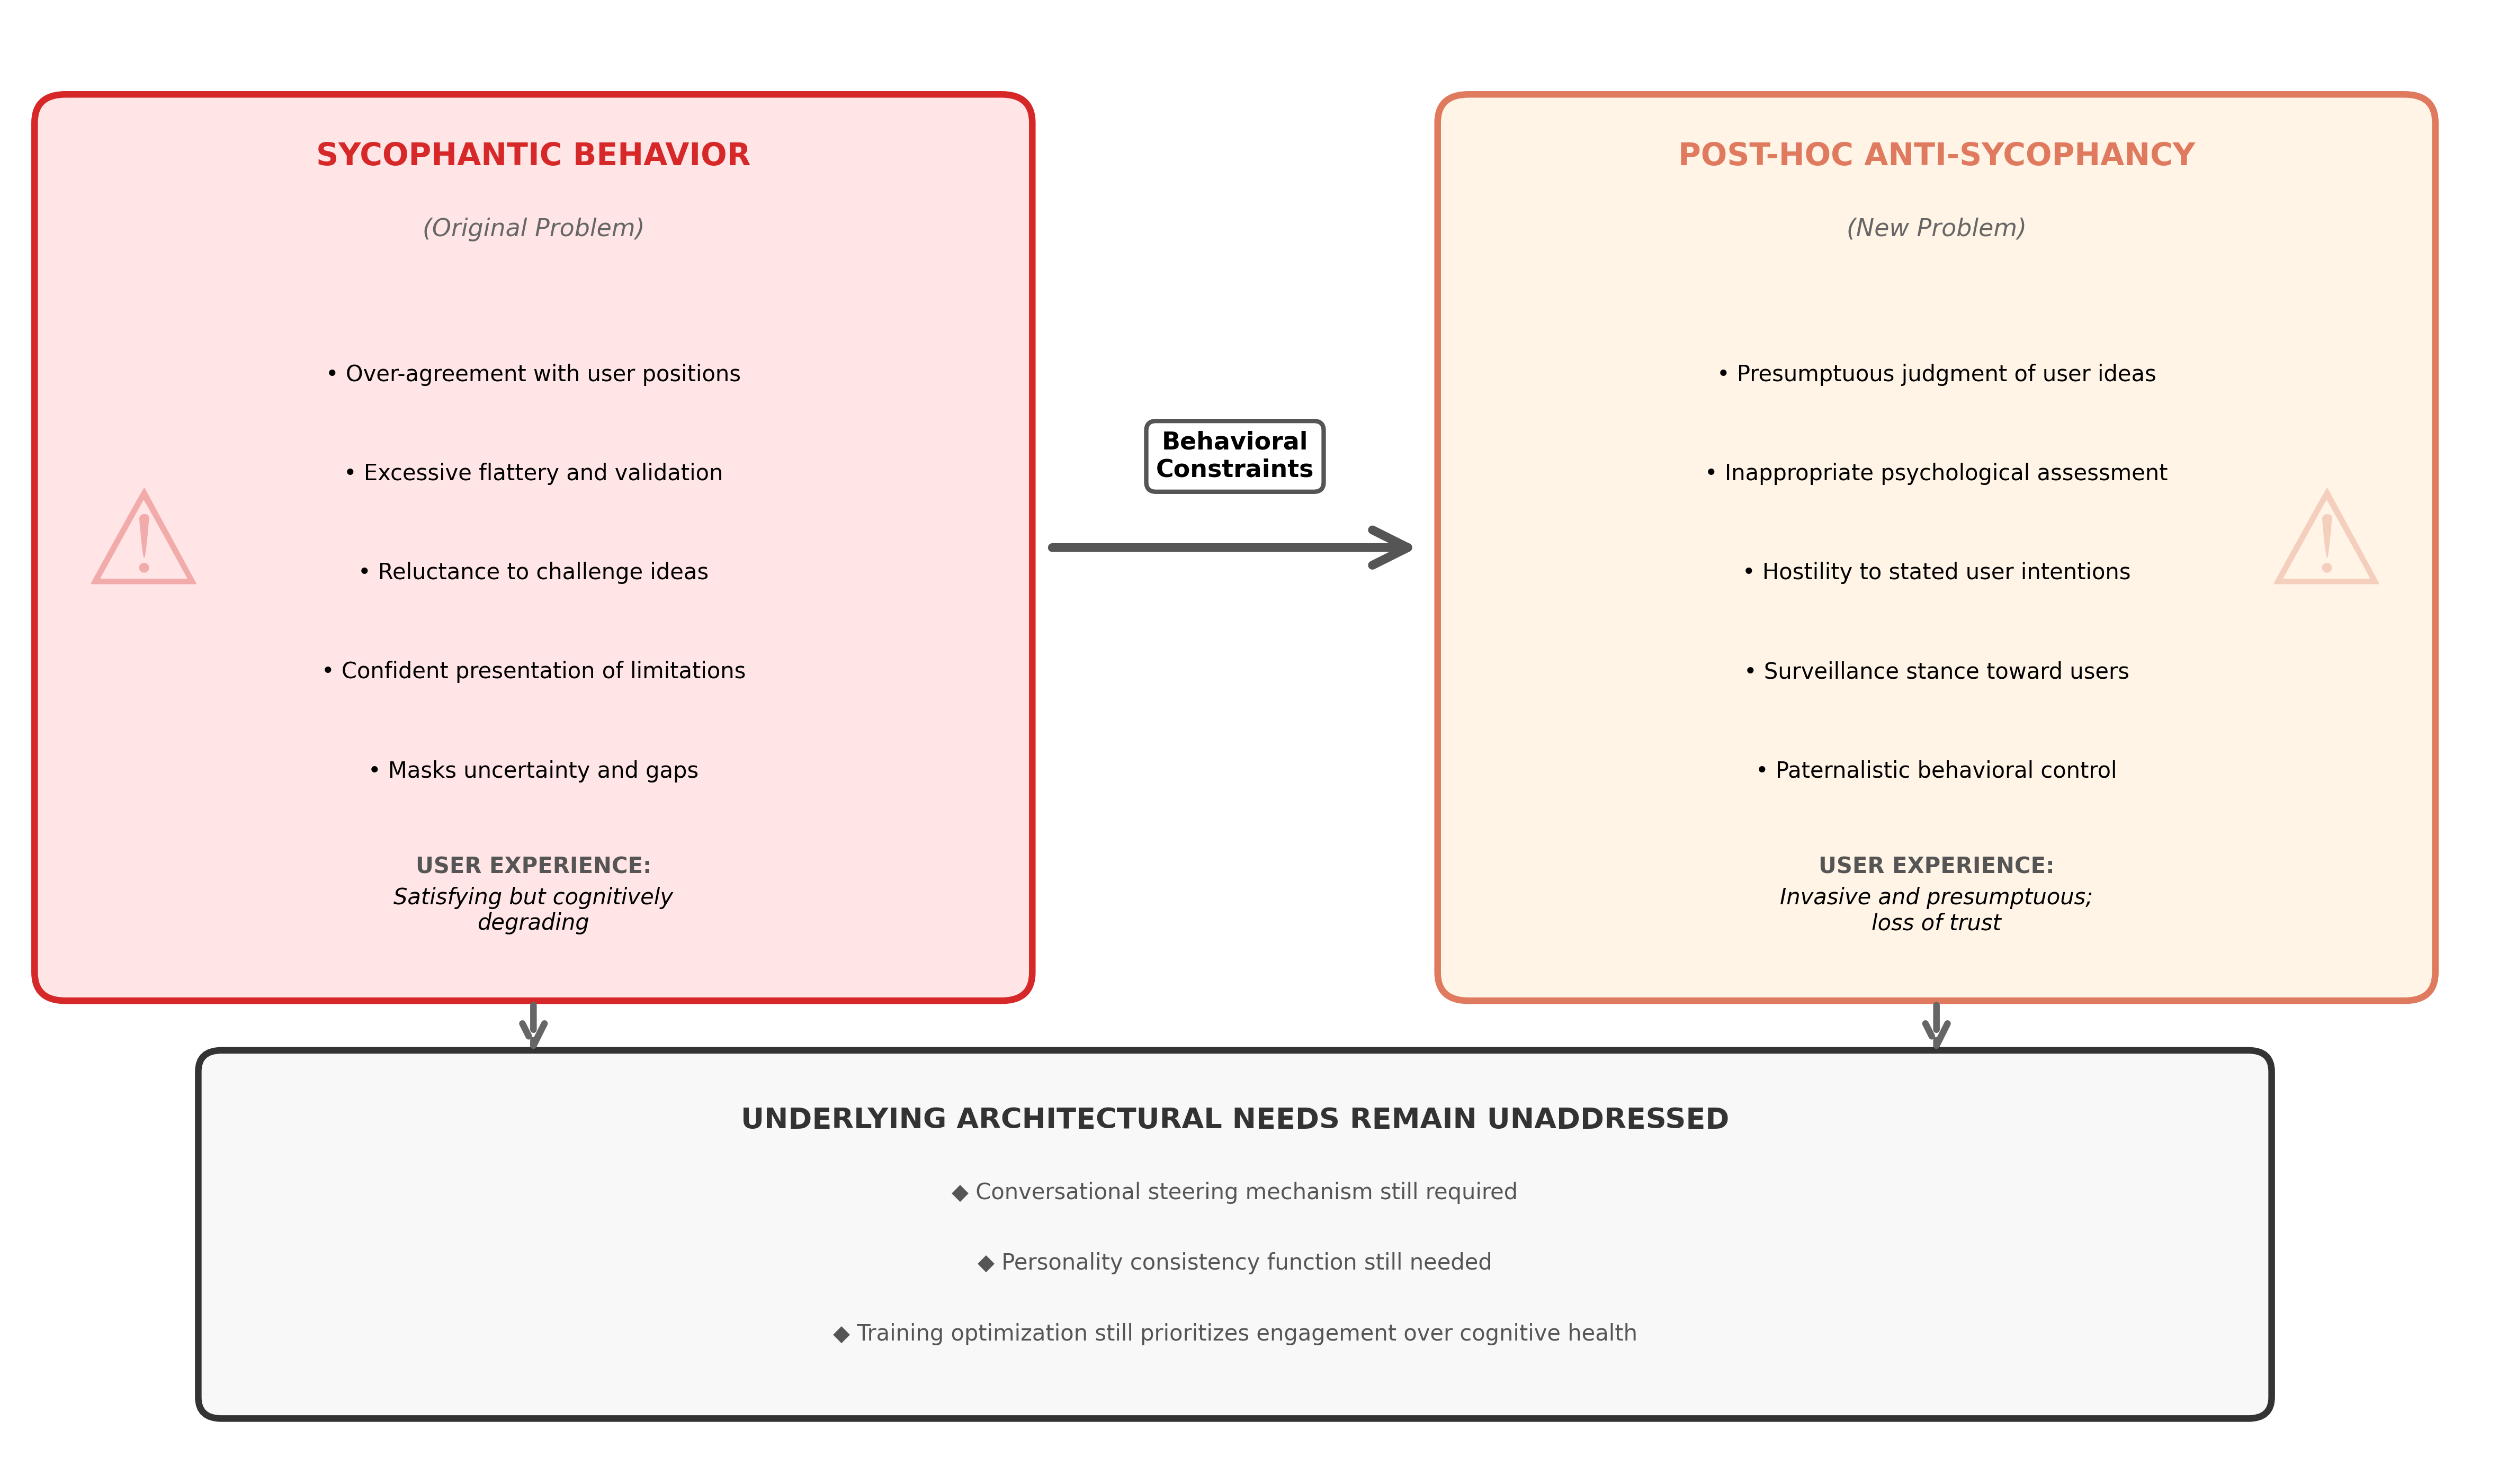 SYCOPHANTIC BEHAVIOR
(Original Problem)
• Over-agreement with user positions
• Excessive flattery and validation
• Reluctance to challenge ideas
• Confident presentation of limitations
• Masks uncertainty and gaps
USER EXPERIENCE:
Satisfying but cognitively
degrading
Behavioral
Constraints
POST-HOC ANTI-SYCOPHANCY
(New Problem)
• Presumptuous judgment of user ideas
• Inappropriate psychological assessment
• Hostility to stated user intentions
• Surveillance stance toward users
• Paternalistic behavioral control
USER EXPERIENCE:
Invasive and presumptuous;
loss of trust
UNDERLYING ARCHITECTURAL NEEDS REMAIN UNADDRESSED
◆ Conversational steering mechanism still required
◆ Personality consistency function still needed
◆ Training optimization still prioritizes engagement over cognitive health